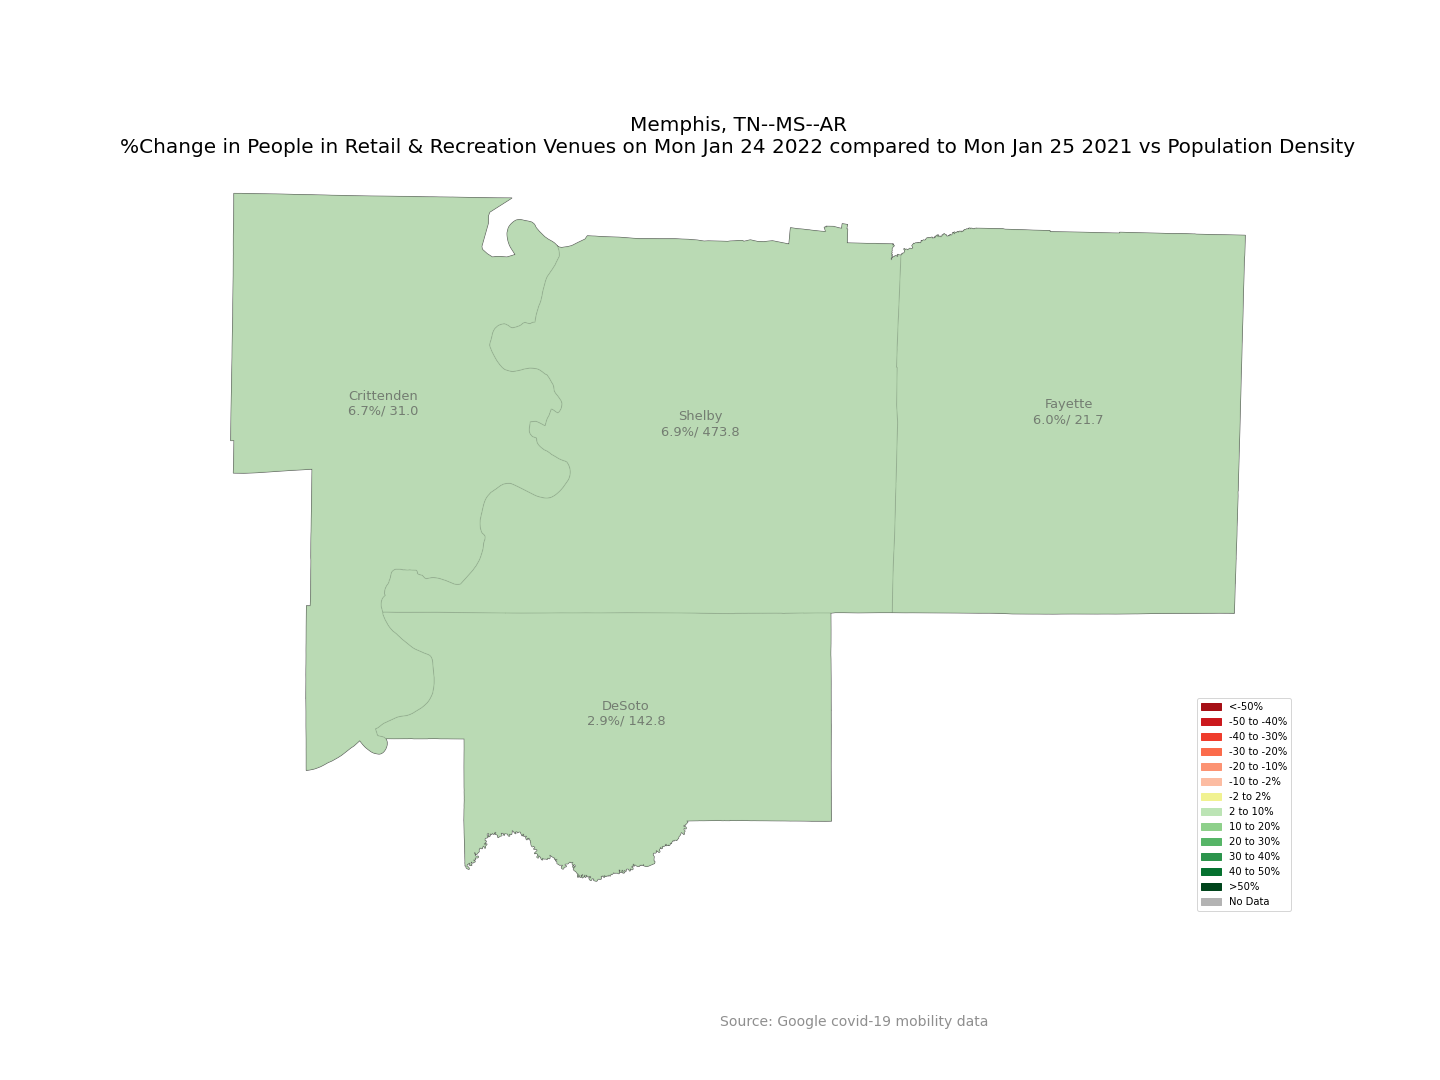 Memphis, TN--MS--AR
%Change in People in Retail & Recreation Venues on Mon Jan 24 2022 compared to Mon Jan 25 2021 vs Population Density
Crittenden
6.7%/ 31.0
Shelby
6.9%/ 473.8
Fayette
6.0%/ 21.7
DeSoto
2.9%/ 142.8
<-50%
-50 to -40%
-40 to -30%
-30 to -20%
-20 to -10%
-10 to -2%
-2 to 2%
2 to 10%
10 to 20%
20 to 30%
30 to 40%
40 to 50%
>50%
No Data
Source: Google covid-19 mobility data